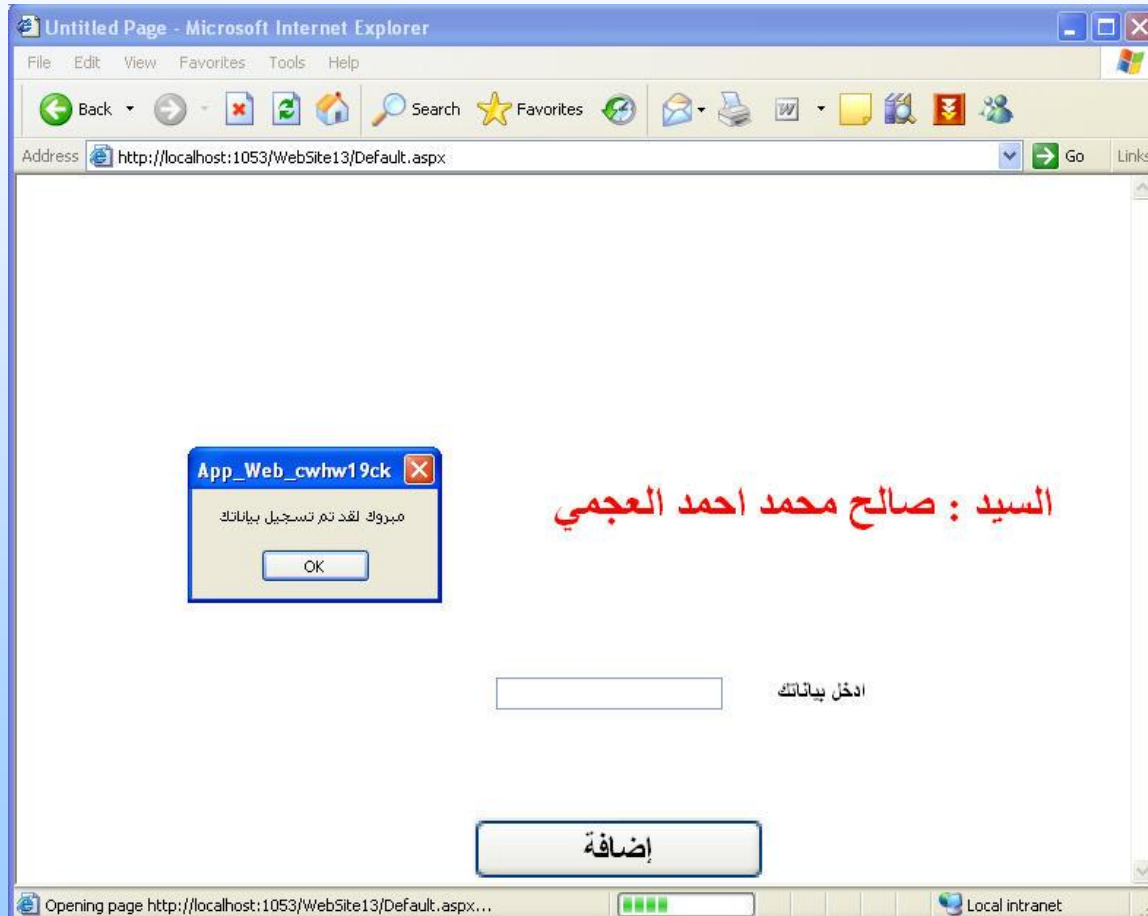 Untitled Page - Microsoft Internet Explorer
File Edit View Favorites Tools Help
Back Search Favorites
Address http://localhost:1053/WebSite13/Default.aspx Go Links
App_Web_cwhw19ck
مبروك لقد تم تسجيل بياناتك
OK
السيد : صالح محمد احمد العجمي
ادخل بياناتك
إضافة
Opening page http://localhost:1053/WebSite13/Default.aspx... Local intranet